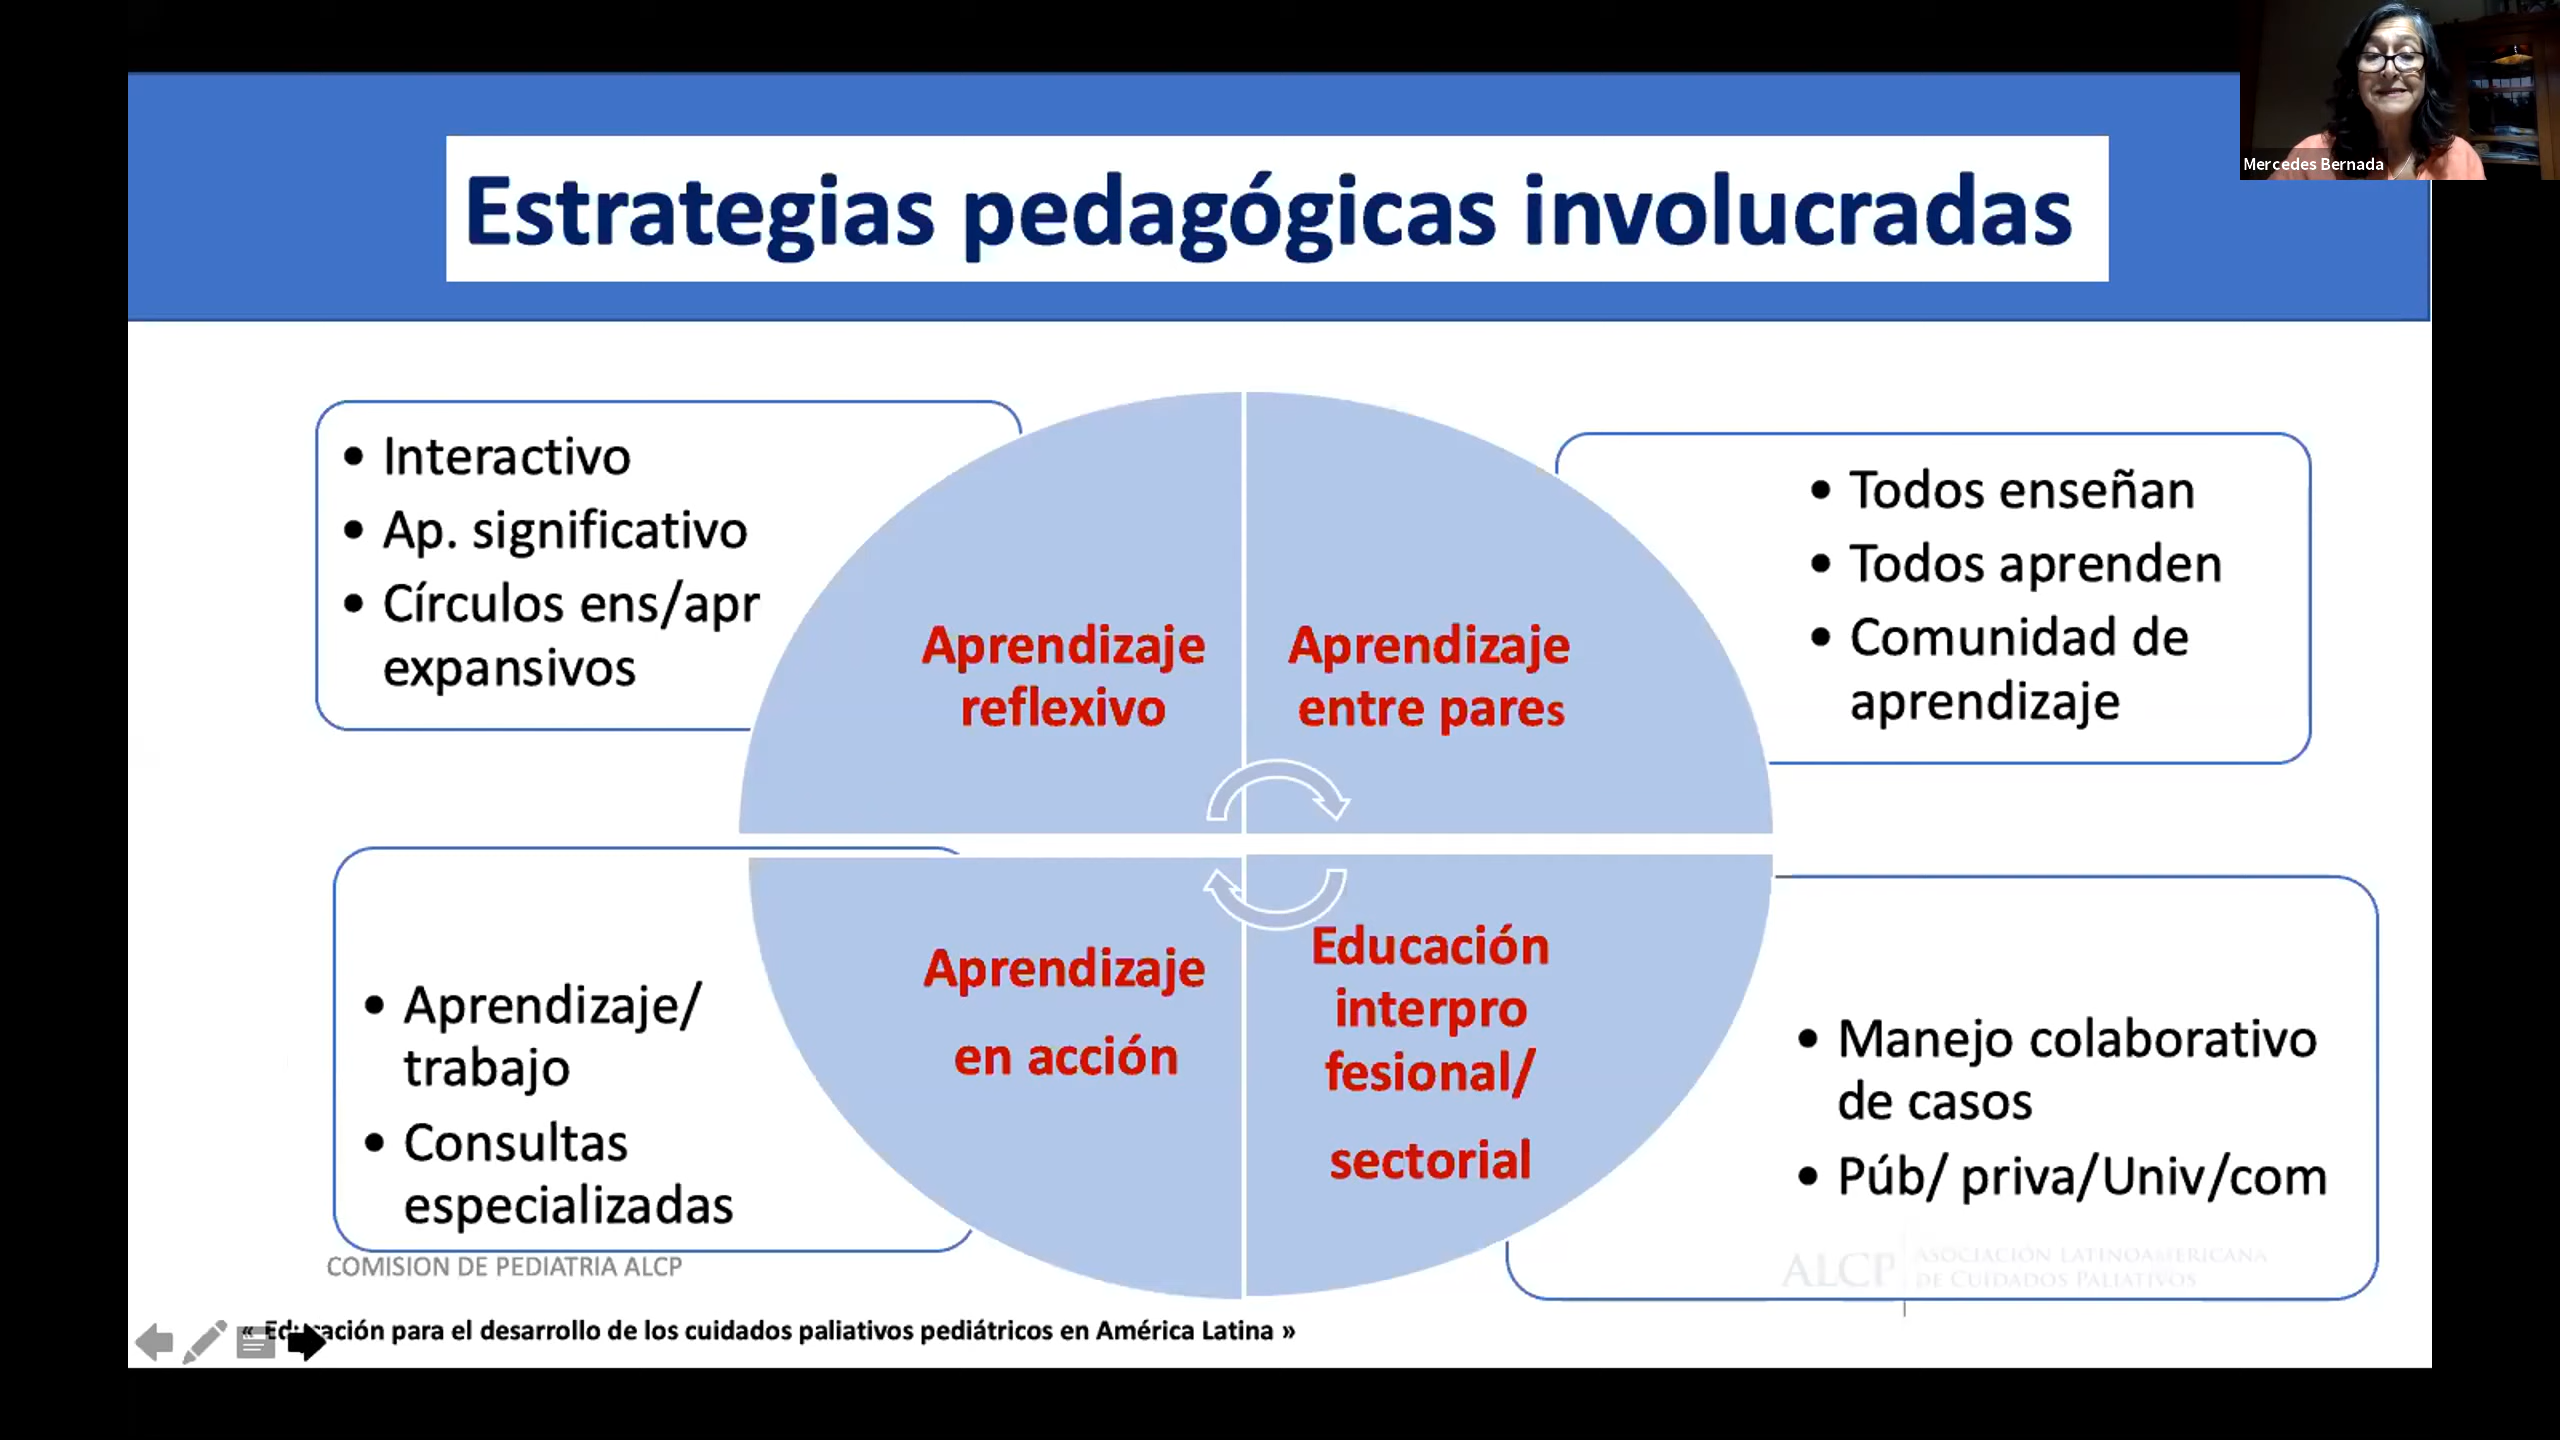 Mercedes Bernada
Estrategias pedagógicas involucradas
• Interactivo
• Ap. significativo
• Círculos ens/apr
expansivos
Aprendizaje
reflexivo
Aprendizaje
entre pares
• Todos enseñan
• Todos aprenden
• Comunidad de
aprendizaje
• Aprendizaje/
trabajo
• Consultas
especializadas
Aprendizaje
en acción
Educación
interpro
fesional/
sectorial
• Manejo colaborativo
de casos
• Púb/ priva/Univ/com
COMISION DE PEDIATRIA ALCP
ALCP
ASOCIACIÓN LATINOAMERICANA
DE CUIDADOS PALIATIVOS
« Educación para el desarrollo de los cuidados paliativos pediátricos en América Latina »